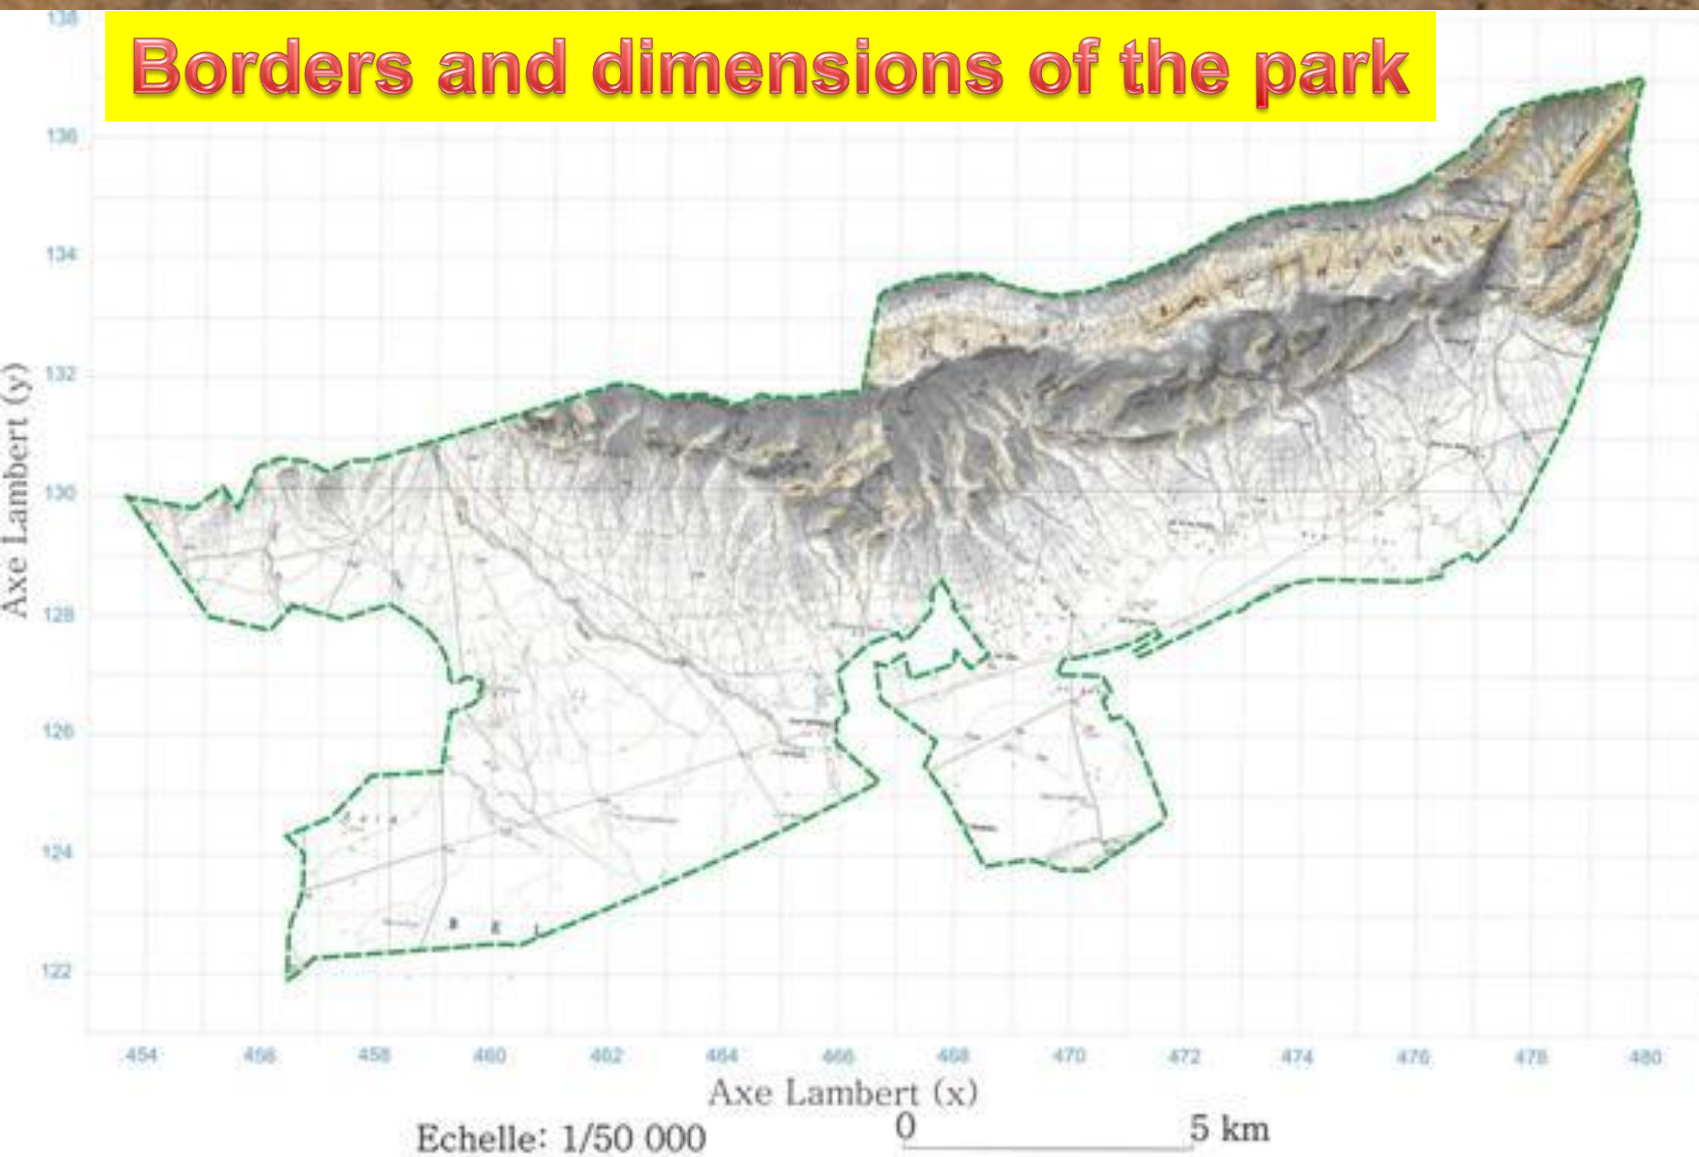 Borders and dimensions of the park
138
136
134
132
130
128
126
124
122
Axe Lambert (y)
454 456 458 460 462 464 466 468 470 472 474 476 478 480
Axe Lambert (x)
Echelle: 1/50 000
0 5 km